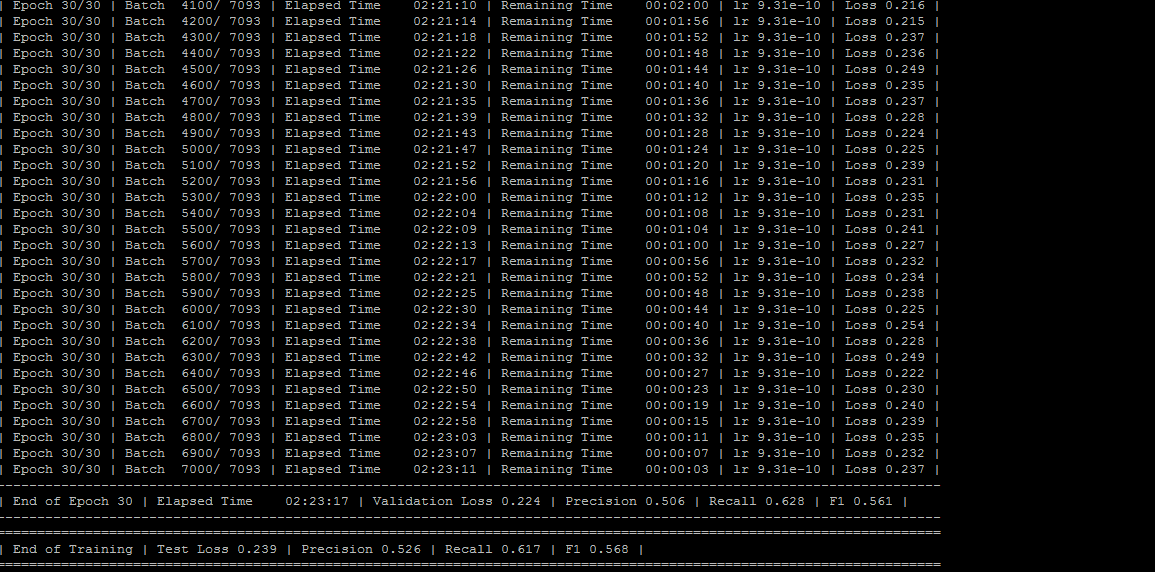 | Epoch 30/30 | Batch 4100/ 7093 | Elapsed Time 02:21:10 | Remaining Time 00:02:00 | lr 9.31e-10 | Loss 0.216 |
| Epoch 30/30 | Batch 4200/ 7093 | Elapsed Time 02:21:14 | Remaining Time 00:01:56 | lr 9.31e-10 | Loss 0.215 |
| Epoch 30/30 | Batch 4300/ 7093 | Elapsed Time 02:21:18 | Remaining Time 00:01:52 | lr 9.31e-10 | Loss 0.237 |
| Epoch 30/30 | Batch 4400/ 7093 | Elapsed Time 02:21:22 | Remaining Time 00:01:48 | lr 9.31e-10 | Loss 0.236 |
| Epoch 30/30 | Batch 4500/ 7093 | Elapsed Time 02:21:26 | Remaining Time 00:01:44 | lr 9.31e-10 | Loss 0.249 |
| Epoch 30/30 | Batch 4600/ 7093 | Elapsed Time 02:21:30 | Remaining Time 00:01:40 | lr 9.31e-10 | Loss 0.235 |
| Epoch 30/30 | Batch 4700/ 7093 | Elapsed Time 02:21:35 | Remaining Time 00:01:36 | lr 9.31e-10 | Loss 0.237 |
| Epoch 30/30 | Batch 4800/ 7093 | Elapsed Time 02:21:39 | Remaining Time 00:01:32 | lr 9.31e-10 | Loss 0.228 |
| Epoch 30/30 | Batch 4900/ 7093 | Elapsed Time 02:21:43 | Remaining Time 00:01:28 | lr 9.31e-10 | Loss 0.224 |
| Epoch 30/30 | Batch 5000/ 7093 | Elapsed Time 02:21:47 | Remaining Time 00:01:24 | lr 9.31e-10 | Loss 0.225 |
| Epoch 30/30 | Batch 5100/ 7093 | Elapsed Time 02:21:52 | Remaining Time 00:01:20 | lr 9.31e-10 | Loss 0.239 |
| Epoch 30/30 | Batch 5200/ 7093 | Elapsed Time 02:21:56 | Remaining Time 00:01:16 | lr 9.31e-10 | Loss 0.231 |
| Epoch 30/30 | Batch 5300/ 7093 | Elapsed Time 02:22:00 | Remaining Time 00:01:12 | lr 9.31e-10 | Loss 0.235 |
| Epoch 30/30 | Batch 5400/ 7093 | Elapsed Time 02:22:04 | Remaining Time 00:01:08 | lr 9.31e-10 | Loss 0.231 |
| Epoch 30/30 | Batch 5500/ 7093 | Elapsed Time 02:22:09 | Remaining Time 00:01:04 | lr 9.31e-10 | Loss 0.241 |
| Epoch 30/30 | Batch 5600/ 7093 | Elapsed Time 02:22:13 | Remaining Time 00:01:00 | lr 9.31e-10 | Loss 0.227 |
| Epoch 30/30 | Batch 5700/ 7093 | Elapsed Time 02:22:17 | Remaining Time 00:00:56 | lr 9.31e-10 | Loss 0.232 |
| Epoch 30/30 | Batch 5800/ 7093 | Elapsed Time 02:22:21 | Remaining Time 00:00:52 | lr 9.31e-10 | Loss 0.234 |
| Epoch 30/30 | Batch 5900/ 7093 | Elapsed Time 02:22:25 | Remaining Time 00:00:48 | lr 9.31e-10 | Loss 0.238 |
| Epoch 30/30 | Batch 6000/ 7093 | Elapsed Time 02:22:30 | Remaining Time 00:00:44 | lr 9.31e-10 | Loss 0.225 |
| Epoch 30/30 | Batch 6100/ 7093 | Elapsed Time 02:22:34 | Remaining Time 00:00:40 | lr 9.31e-10 | Loss 0.254 |
| Epoch 30/30 | Batch 6200/ 7093 | Elapsed Time 02:22:38 | Remaining Time 00:00:36 | lr 9.31e-10 | Loss 0.228 |
| Epoch 30/30 | Batch 6300/ 7093 | Elapsed Time 02:22:42 | Remaining Time 00:00:32 | lr 9.31e-10 | Loss 0.249 |
| Epoch 30/30 | Batch 6400/ 7093 | Elapsed Time 02:22:46 | Remaining Time 00:00:27 | lr 9.31e-10 | Loss 0.222 |
| Epoch 30/30 | Batch 6500/ 7093 | Elapsed Time 02:22:50 | Remaining Time 00:00:23 | lr 9.31e-10 | Loss 0.230 |
| Epoch 30/30 | Batch 6600/ 7093 | Elapsed Time 02:22:54 | Remaining Time 00:00:19 | lr 9.31e-10 | Loss 0.240 |
| Epoch 30/30 | Batch 6700/ 7093 | Elapsed Time 02:22:58 | Remaining Time 00:00:15 | lr 9.31e-10 | Loss 0.239 |
| Epoch 30/30 | Batch 6800/ 7093 | Elapsed Time 02:23:03 | Remaining Time 00:00:11 | lr 9.31e-10 | Loss 0.235 |
| Epoch 30/30 | Batch 6900/ 7093 | Elapsed Time 02:23:07 | Remaining Time 00:00:07 | lr 9.31e-10 | Loss 0.232 |
| Epoch 30/30 | Batch 7000/ 7093 | Elapsed Time 02:23:11 | Remaining Time 00:00:03 | lr 9.31e-10 | Loss 0.237 |
| End of Epoch 30 | Elapsed Time 02:23:17 | Validation Loss 0.224 | Precision 0.506 | Recall 0.628 | F1 0.561 |
| End of Training | Test Loss 0.239 | Precision 0.526 | Recall 0.617 | F1 0.568 |